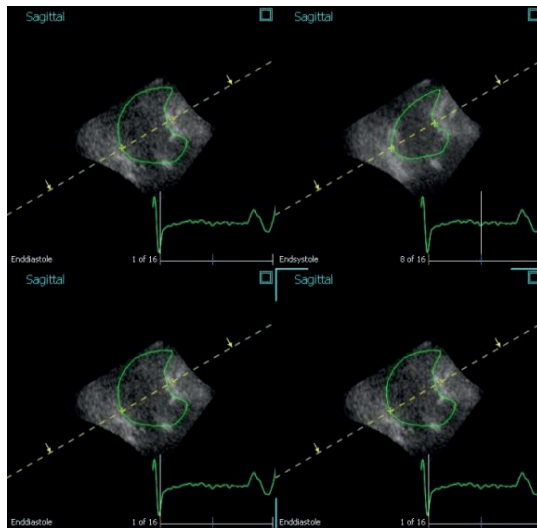 Sagittal
Enddiastole 1 of 16
Sagittal
Endsystole 8 of 16
Sagittal
Enddiastole 1 of 16
Sagittal
Enddiastole 1 of 16